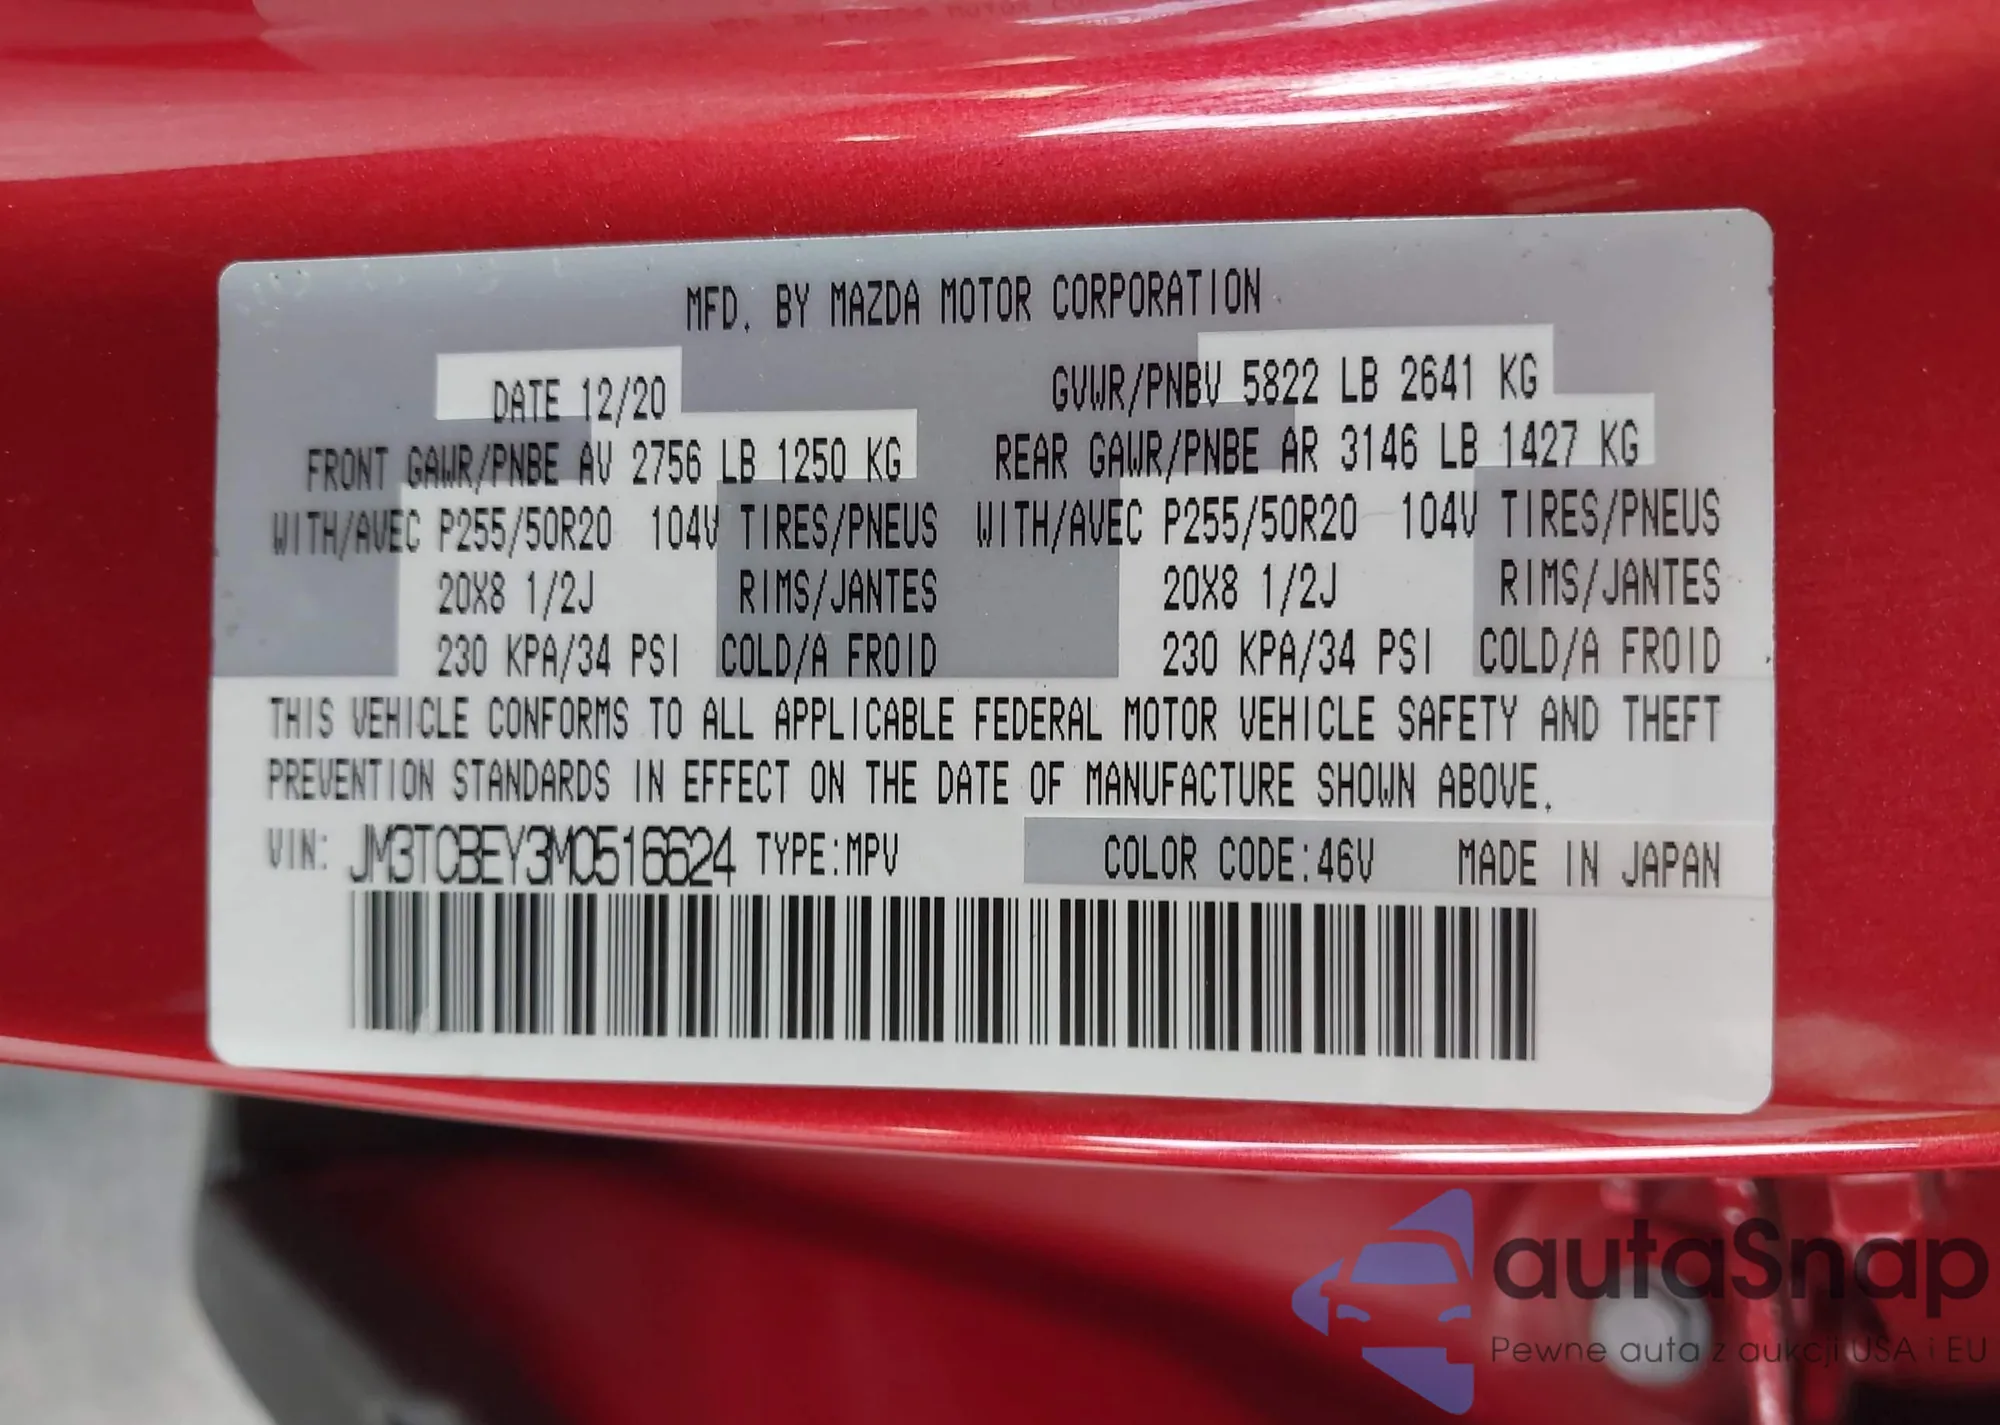 MFD. BY MAZDA MOTOR CORPORATION
DATE 12/20 GVWR/PNBV 5822 LB 2641 KG
FRONT GAWR/PNBE AV 2756 LB 1250 KG REAR GAWR/PNBE AR 3146 LB 1427 KG
WITH/AVEC P255/50R20 104V TIRES/PNEUS WITH/AVEC P255/50R20 104V TIRES/PNEUS
20X8 1/2J RIMS/JANTES 20X8 1/2J RIMS/JANTES
230 KPA/34 PSI COLD/A FROID 230 KPA/34 PSI COLD/A FROID
THIS VEHICLE CONFORMS TO ALL APPLICABLE FEDERAL MOTOR VEHICLE SAFETY AND THEFT
PREVENTION STANDARDS IN EFFECT ON THE DATE OF MANUFACTURE SHOWN ABOVE.
VIN: JM3TCBEY3M0516624 TYPE:MPV COLOR CODE:46V MADE IN JAPAN
autaSnap
Pewne auta z aukcji USA i EU